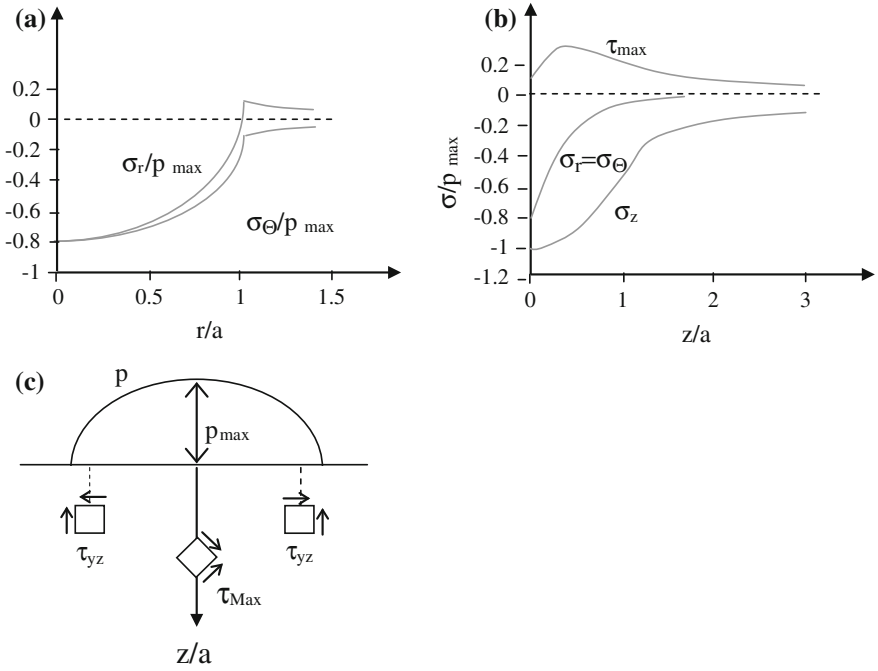 (a)
0.2
0
-0.2
-0.4
-0.6
-0.8
-1
σr/p max
σΘ/p max
0 0.5 1 1.5
r/a
(b)
σ/p max
0.2
0
-0.2
-0.4
-0.6
-0.8
-1
-1.2
τmax
σr=σΘ
σz
0 1 2 3
z/a
(c)
p
pmax
τyz τyz
τMax
z/a